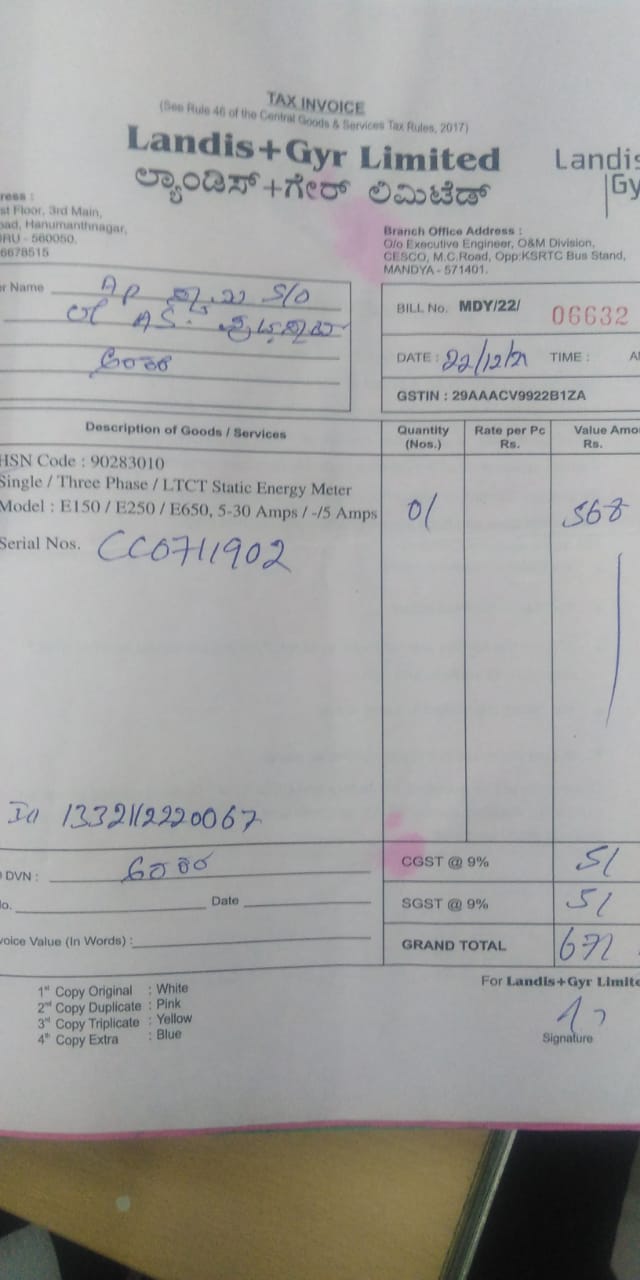 TAX INVOICE
(See Rule 46 of the Central Goods & Services Tax Rules, 2017)
Landis+Gyr Limited
ಲ್ಯಾಂಡಿಸ್+ಗೇರ್ ಲಿಮಿಟೆಡ್
Landis
Gy
ress :
st Floor, 3rd Main,
oad, Hanumanthnagar,
RU - 560050.
6678515
Branch Office Address :
O/o Executive Engineer, O&M Division,
CESCO, M.C.Road, Opp:KSRTC Bus Stand,
MANDYA - 571401.
r Name AP S/O
AS.
BILL No. MDY/22/ 06632
DATE : 22/12/21 TIME : A
GSTIN : 29AAACV9922B1ZA
Description of Goods / Services Quantity (Nos.) Rate per Pc Rs. Value Amo Rs.
HSN Code : 90283010
Single / Three Phase / LTCT Static Energy Meter
Model : E150 / E250 / E650, 5-30 Amps / -/5 Amps 01 568
Serial Nos. CC0711902
1332112220067
DVN : CGST @ 9% 51
o. Date SGST @ 9% 51
voice Value (In Words) : GRAND TOTAL 671
For Landis+Gyr Limite
1st Copy Original : White
2nd Copy Duplicate : Pink
3rd Copy Triplicate : Yellow
4th Copy Extra : Blue
Signature